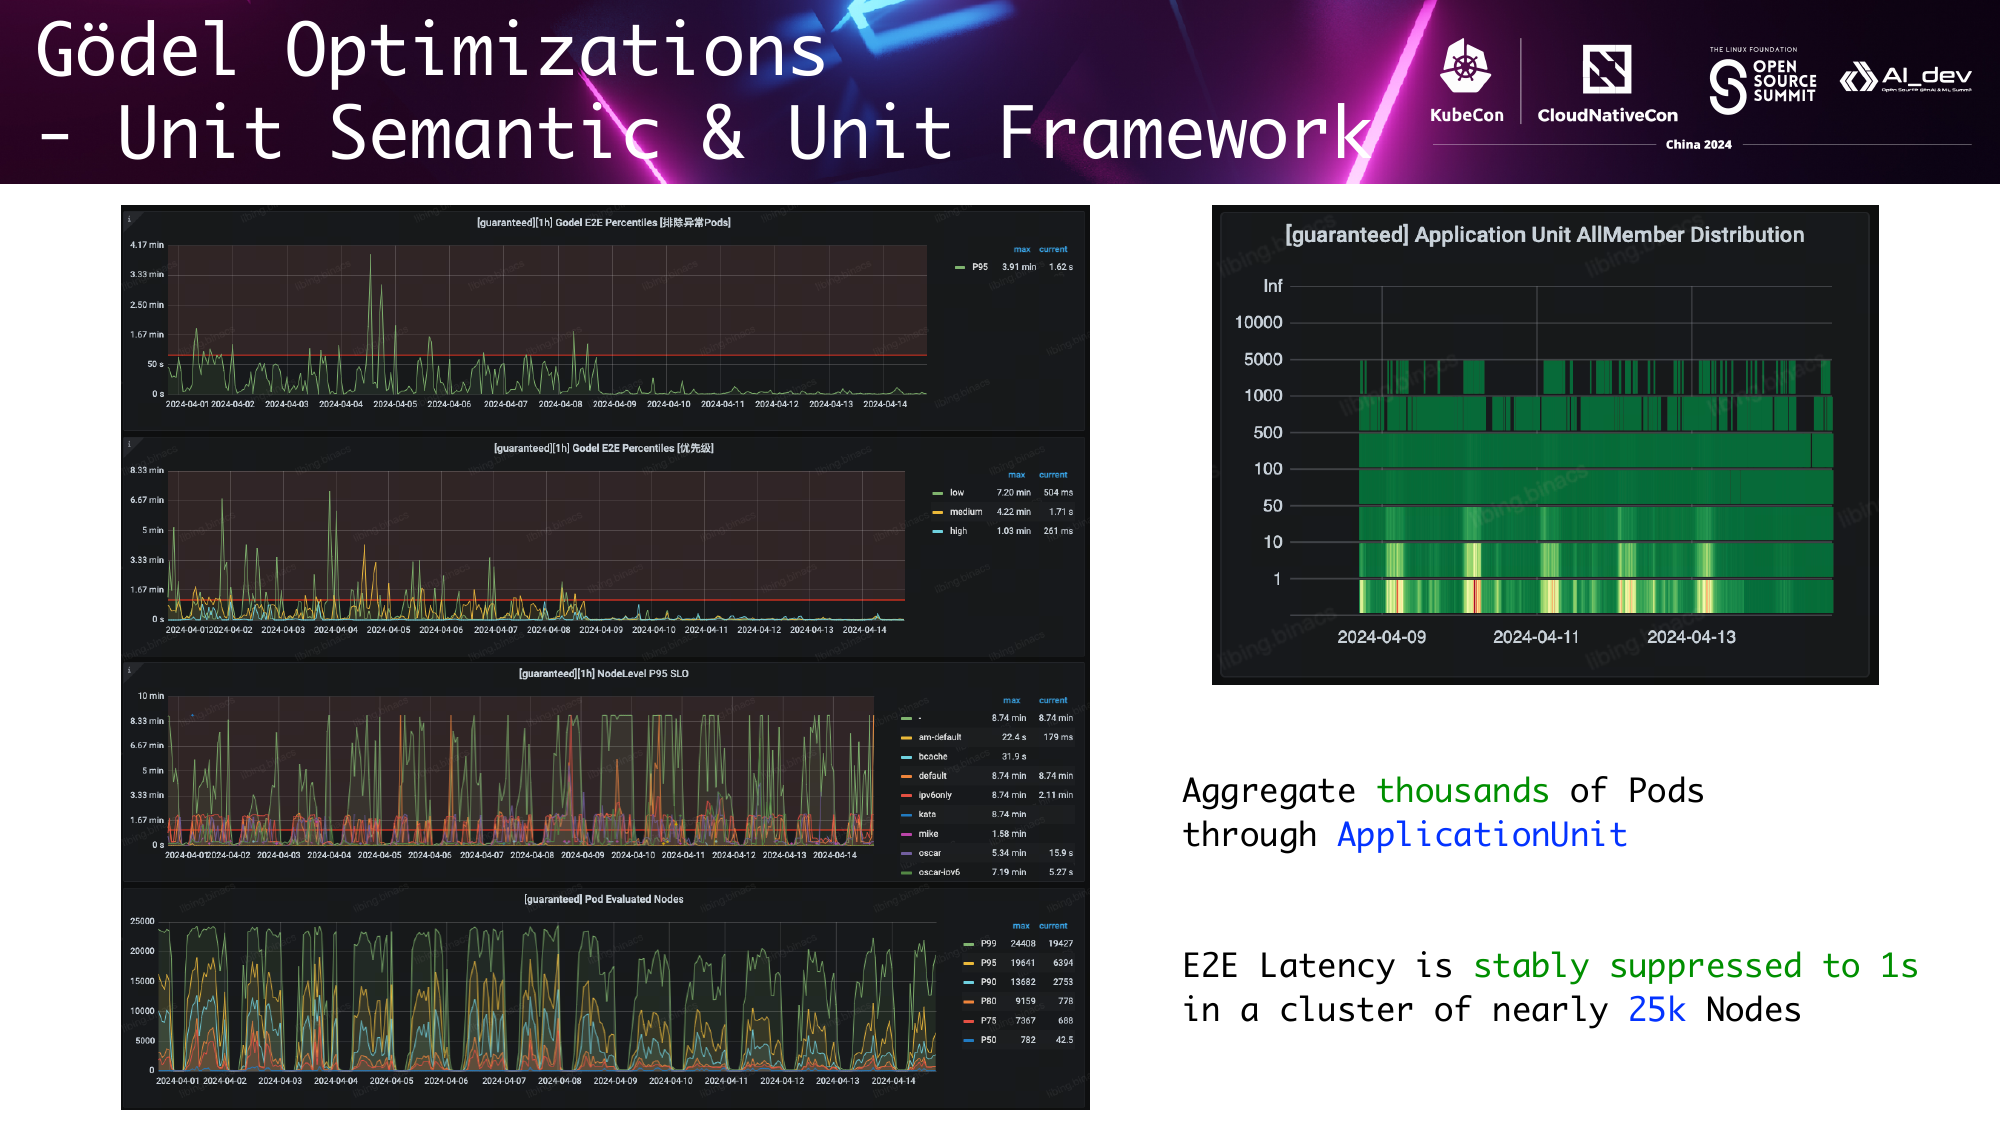 Gödel Optimizations
- Unit Semantic & Unit Framework
KubeCon
CloudNativeCon
THE LINUX FOUNDATION
OPEN
SOURCE
SUMMIT
AI_dev
Open Source GenAI & ML Summit
China 2024
[guaranteed][1h] Godel E2E Percentiles [排除异常Pods]
4.17 min
3.33 min
2.50 min
1.67 min
50 s
0 s
2024-04-01 2024-04-02 2024-04-03 2024-04-04 2024-04-05 2024-04-06 2024-04-07 2024-04-08 2024-04-09 2024-04-10 2024-04-11 2024-04-12 2024-04-13 2024-04-14
max current
P95 3.91 min 1.62 s
[guaranteed][1h] Godel E2E Percentiles [优先级]
8.33 min
6.67 min
5 min
3.33 min
1.67 min
0 s
2024-04-01 2024-04-02 2024-04-03 2024-04-04 2024-04-05 2024-04-06 2024-04-07 2024-04-08 2024-04-09 2024-04-10 2024-04-11 2024-04-12 2024-04-13 2024-04-14
max current
low 7.20 min 504 ms
medium 4.22 min 1.71 s
high 1.03 min 261 ms
[guaranteed][1h] NodeLevel P95 SLO
10 min
8.33 min
6.67 min
5 min
3.33 min
1.67 min
0 s
2024-04-01 2024-04-02 2024-04-03 2024-04-04 2024-04-05 2024-04-06 2024-04-07 2024-04-08 2024-04-09 2024-04-10 2024-04-11 2024-04-12 2024-04-13 2024-04-14
max current
- 8.74 min 8.74 min
am-default 22.4 s 179 ms
bcache 31.9 s
default 8.74 min 8.74 min
ipv6only 8.74 min 2.11 min
kata 8.74 min
mike 1.58 min
oscar 5.34 min 15.9 s
oscar-ipv6 7.19 min 5.27 s
[guaranteed] Pod Evaluated Nodes
25000
20000
15000
10000
5000
0
2024-04-01 2024-04-02 2024-04-03 2024-04-04 2024-04-05 2024-04-06 2024-04-07 2024-04-08 2024-04-09 2024-04-10 2024-04-11 2024-04-12 2024-04-13 2024-04-14
max current
P99 24408 19427
P95 19641 6394
P90 13682 2753
P80 9159 778
P75 7367 688
P50 782 42.5
[guaranteed] Application Unit AllMember Distribution
Inf
10000
5000
1000
500
100
50
10
1
2024-04-09 2024-04-11 2024-04-13
libing.binacs
Aggregate thousands of Pods
through ApplicationUnit
E2E Latency is stably suppressed to 1s
in a cluster of nearly 25k Nodes